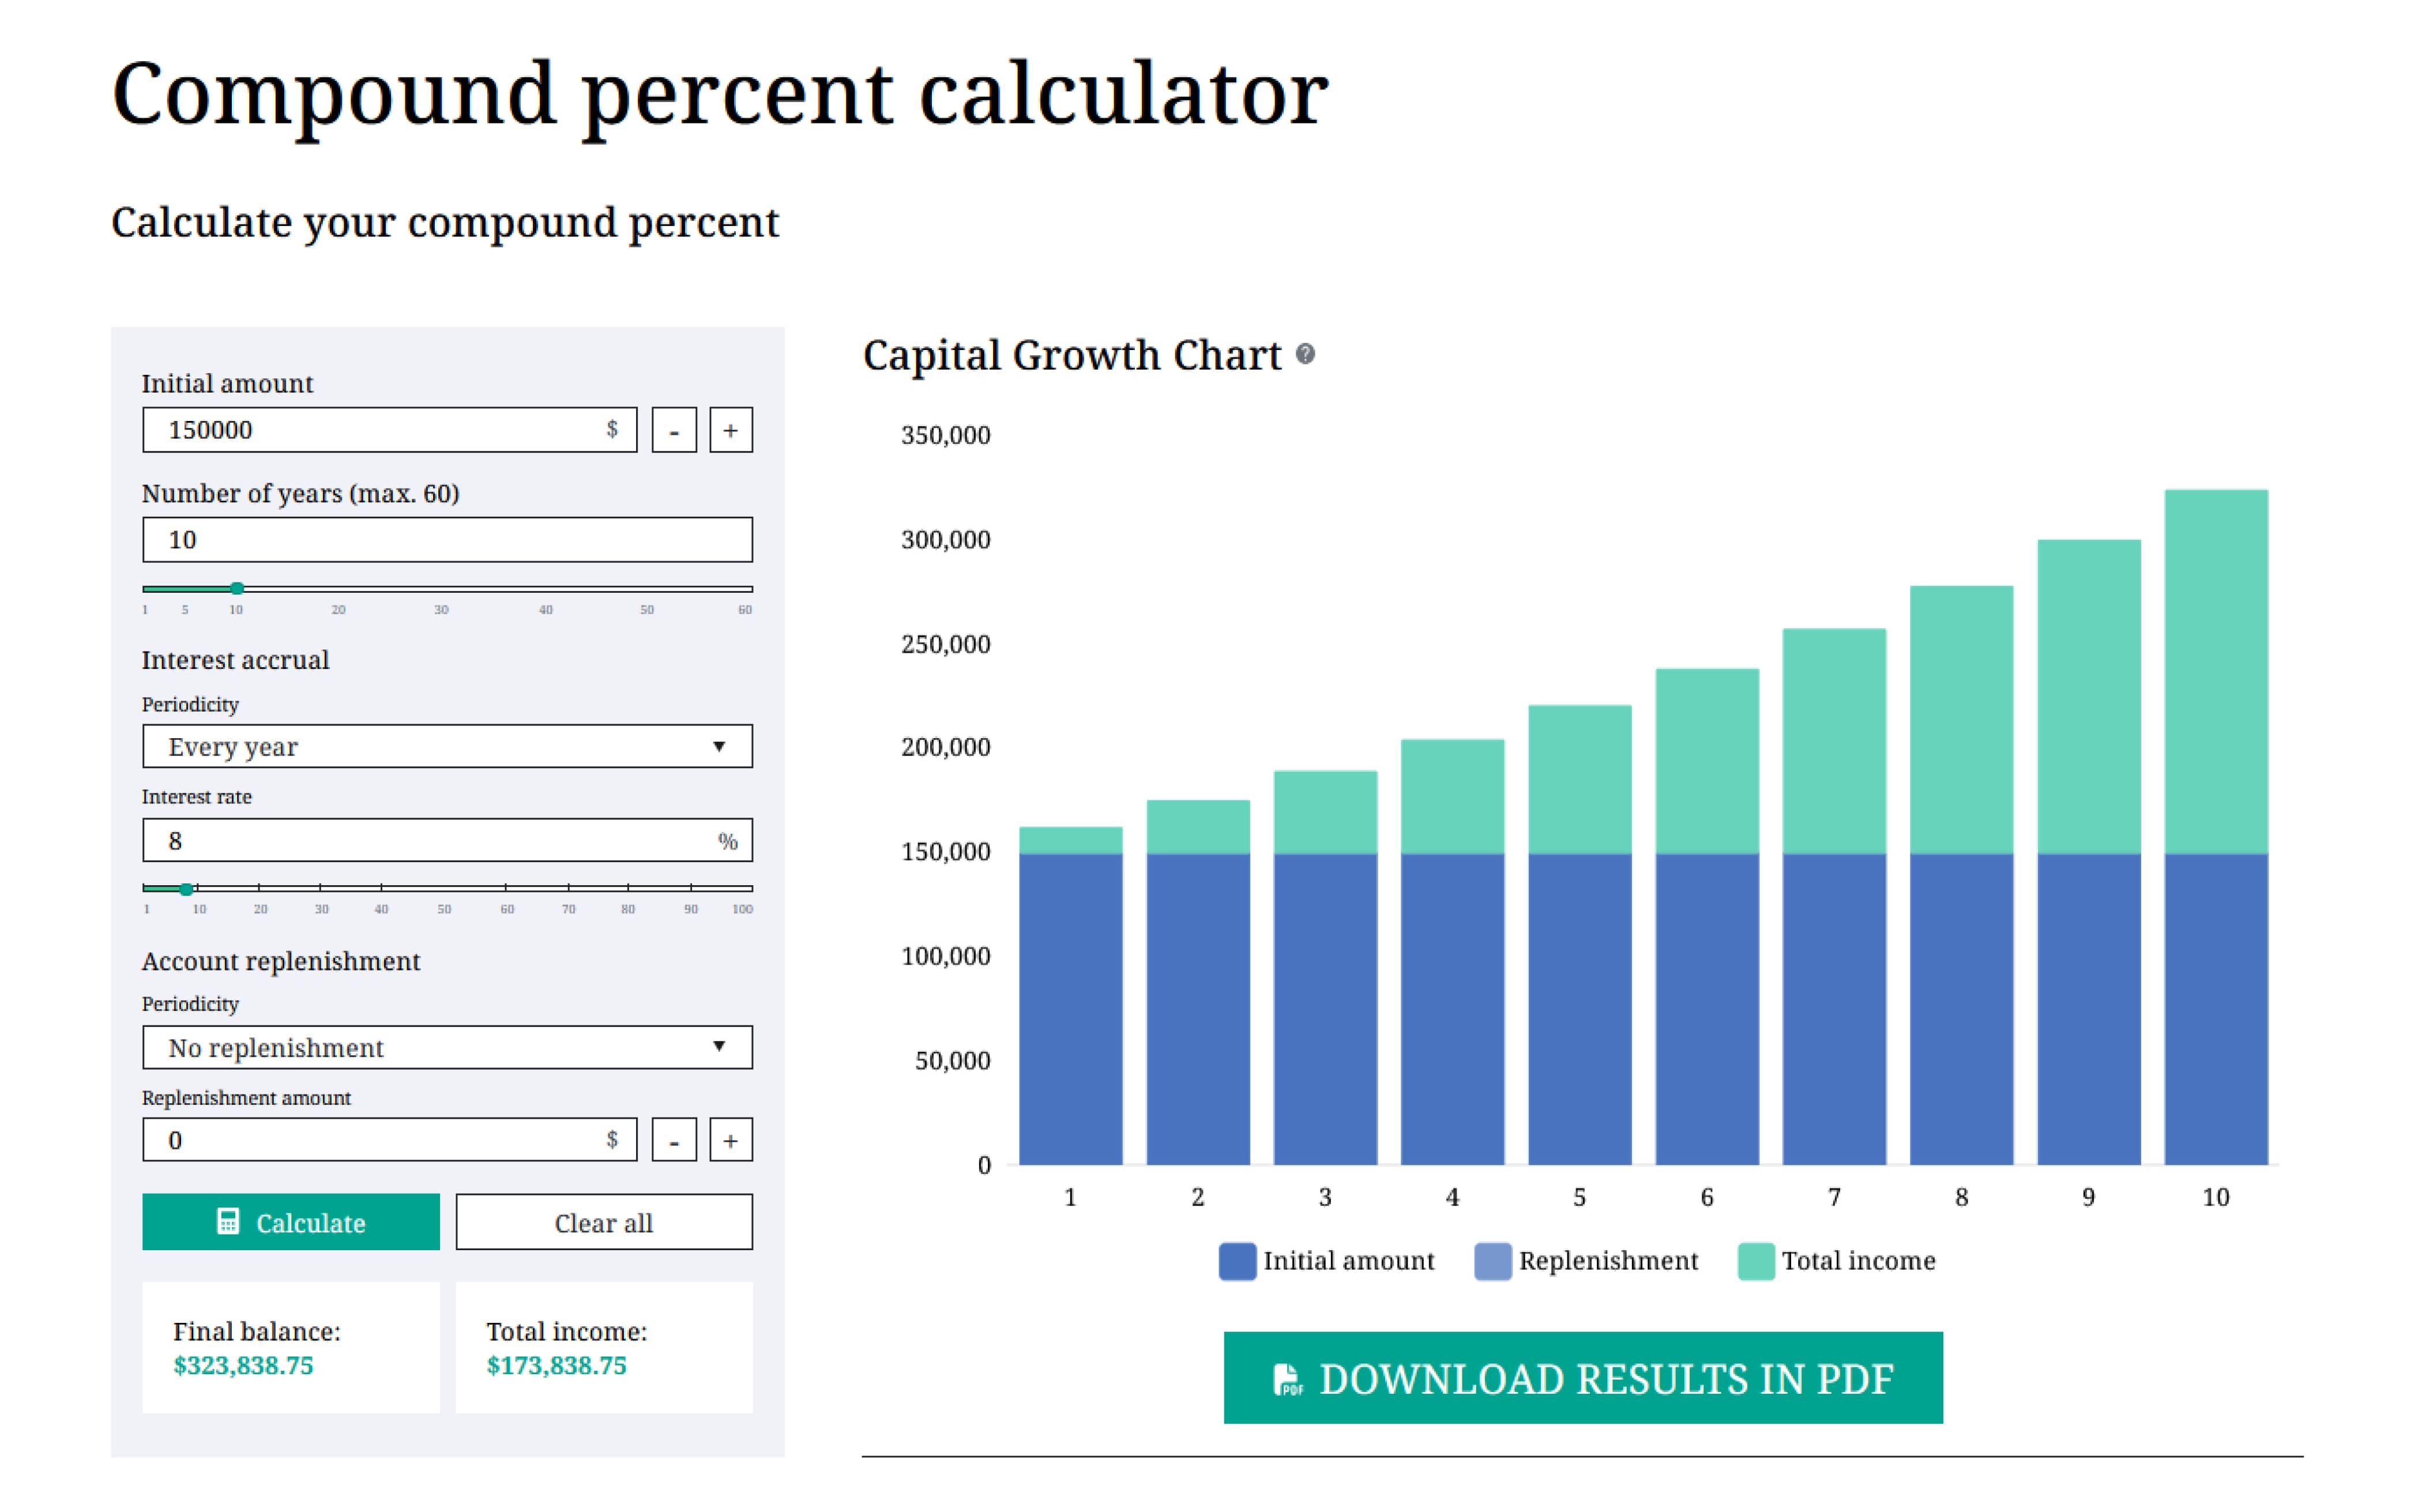 Compound percent calculator
Calculate your compound percent
Initial amount
150000 $ - +
Number of years (max. 60)
10
1 5 10 20 30 40 50 60
Interest accrual
Periodicity
Every year
Interest rate
8 %
1 10 20 30 40 50 60 70 80 90 100
Account replenishment
Periodicity
No replenishment
Replenishment amount
0 $ - +
Calculate Clear all
Final balance:
$323,838.75
Total income:
$173,838.75
Capital Growth Chart ?
350,000
300,000
250,000
200,000
150,000
100,000
50,000
0
1 2 3 4 5 6 7 8 9 10
Initial amount Replenishment Total income
PDF DOWNLOAD RESULTS IN PDF